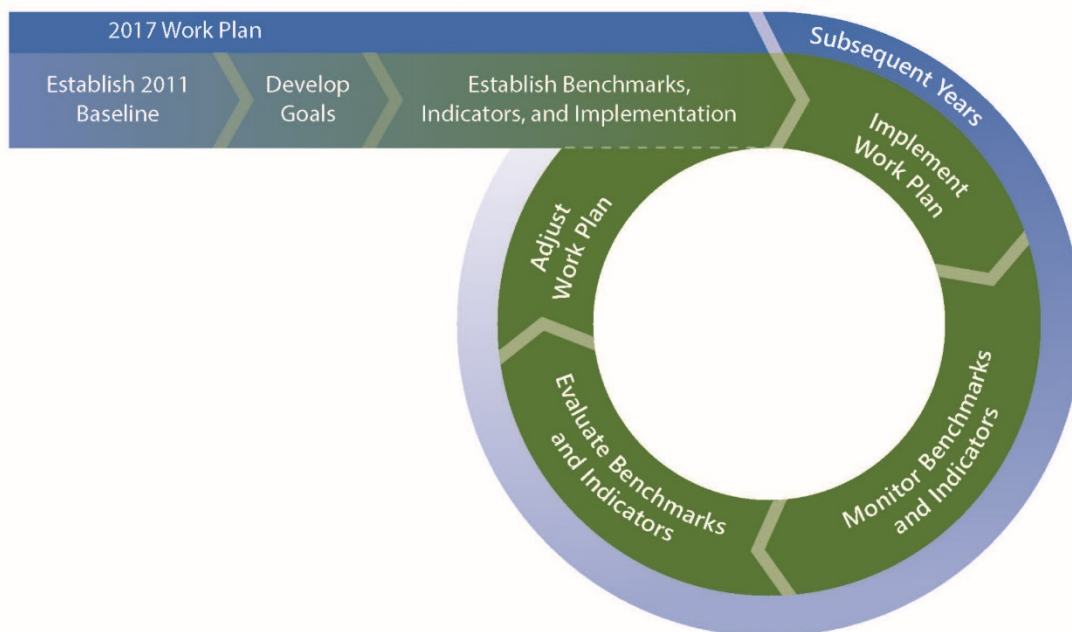 2017 Work Plan
Establish 2011
Baseline
Develop
Goals
Establish Benchmarks,
Indicators, and Implementation
Subsequent Years
Implement
Work Plan
Monitor Benchmarks
and Indicators
Evaluate Benchmarks
and Indicators
Adjust
Work Plan